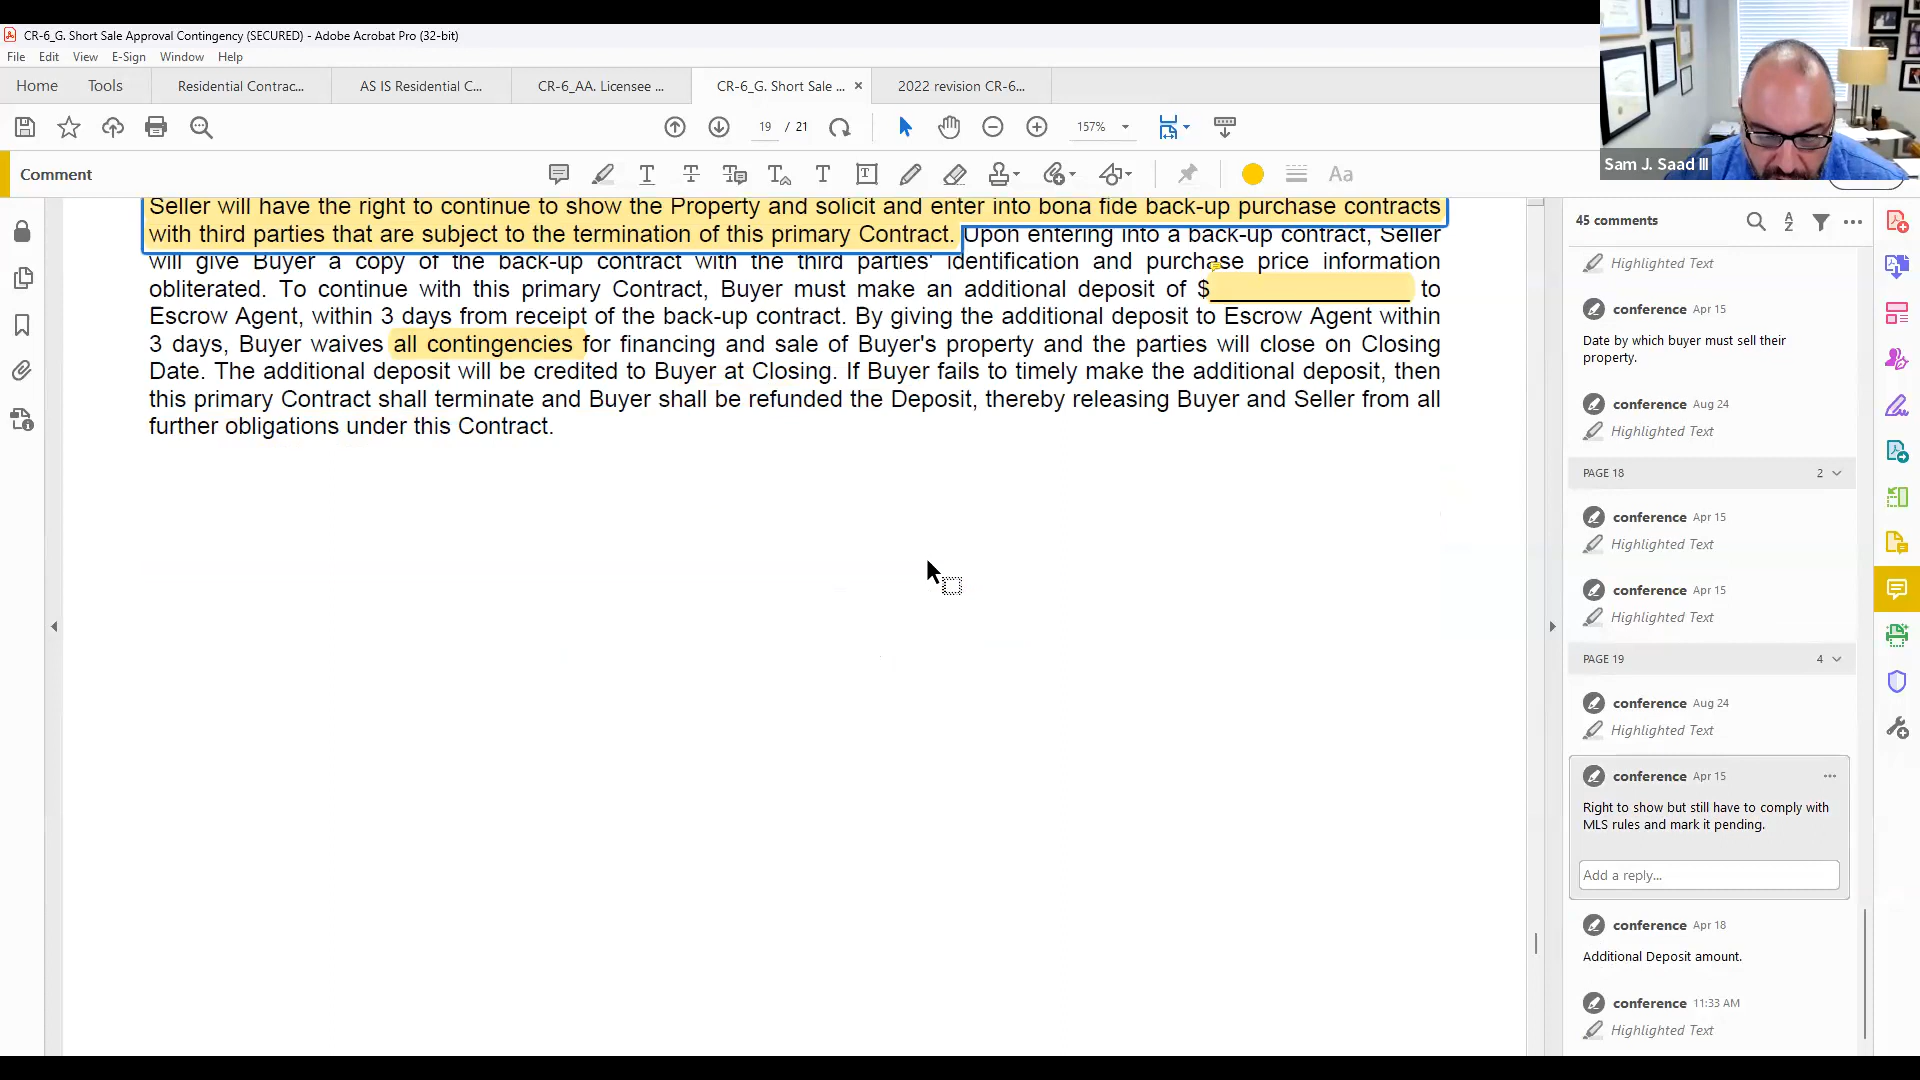 CR-6_G. Short Sale Approval Contingency (SECURED) - Adobe Acrobat Pro (32-bit)
File Edit View E-Sign Window Help
Home Tools Residential Contrac... AS IS Residential C... CR-6_AA. Licensee ... CR-6_G. Short Sale ... × 2022 revision CR-6...
19 / 21 157%
Sam J. Saad III
Comment
Aa
Seller will have the right to continue to show the Property and solicit and enter into bona fide back-up purchase contracts
with third parties that are subject to the termination of this primary Contract. Upon entering into a back-up contract, Seller
will give Buyer a copy of the back-up contract with the third parties' identification and purchase price information
obliterated. To continue with this primary Contract, Buyer must make an additional deposit of $________________ to
Escrow Agent, within 3 days from receipt of the back-up contract. By giving the additional deposit to Escrow Agent within
3 days, Buyer waives all contingencies for financing and sale of Buyer's property and the parties will close on Closing
Date. The additional deposit will be credited to Buyer at Closing. If Buyer fails to timely make the additional deposit, then
this primary Contract shall terminate and Buyer shall be refunded the Deposit, thereby releasing Buyer and Seller from all
further obligations under this Contract.
45 comments
Highlighted Text
conference Apr 15
Date by which buyer must sell their
property.
conference Aug 24
Highlighted Text
PAGE 18 2
conference Apr 15
Highlighted Text
conference Apr 15
Highlighted Text
PAGE 19 4
conference Aug 24
Highlighted Text
conference Apr 15
Right to show but still have to comply with
MLS rules and mark it pending.
Add a reply...
conference Apr 18
Additional Deposit amount.
conference 11:33 AM
Highlighted Text